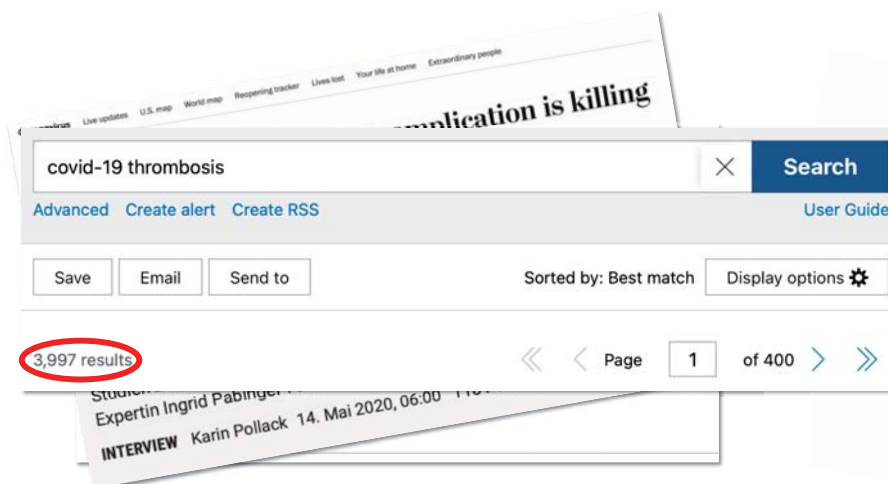 Live updates U.S. map World map Reopening tracker Lives lost Your life at home Extraordinary people
is killing
covid-19 thrombosis
Search
Advanced Create alert Create RSS
User Guide
Save Email Send to
Sorted by: Best match Display options
3,997 results
Page 1 of 400
Expertin Ingrid Pabinger
INTERVIEW Karin Pollack 14. Mai 2020, 06:00